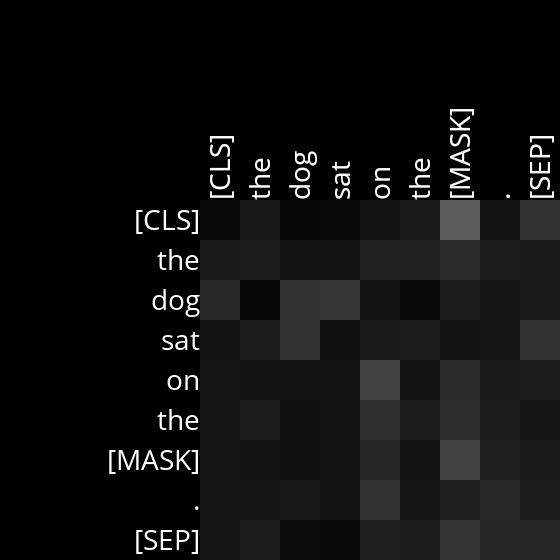 [CLS] the dog sat on the [MASK] . [SEP]
[CLS]
the
dog
sat
on
the
[MASK]
.
[SEP]